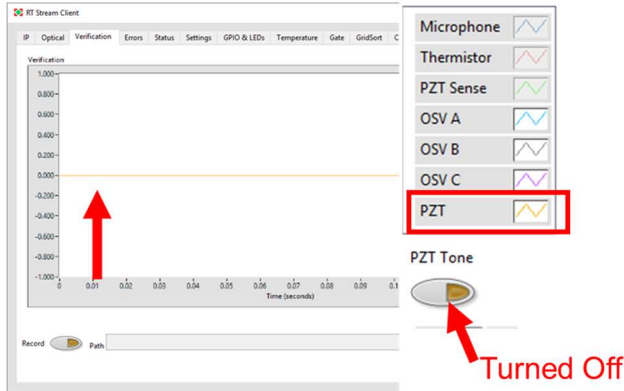 RT Stream Client
IP Optical Verification Errors Status Settings GPIO & LEDs Temperature Gate GridSort C
Verification
1.000
0.800
0.600
0.400
0.200
0.000
-0.200
-0.400
-0.600
-0.800
-1.000
0 0.01 0.02 0.03 0.04 0.05 0.06 0.07 0.08 0.09 0.1
Time (seconds)
Record Path
Microphone
Thermistor
PZT Sense
OSV A
OSV B
OSV C
PZT
PZT Tone
Turned Off